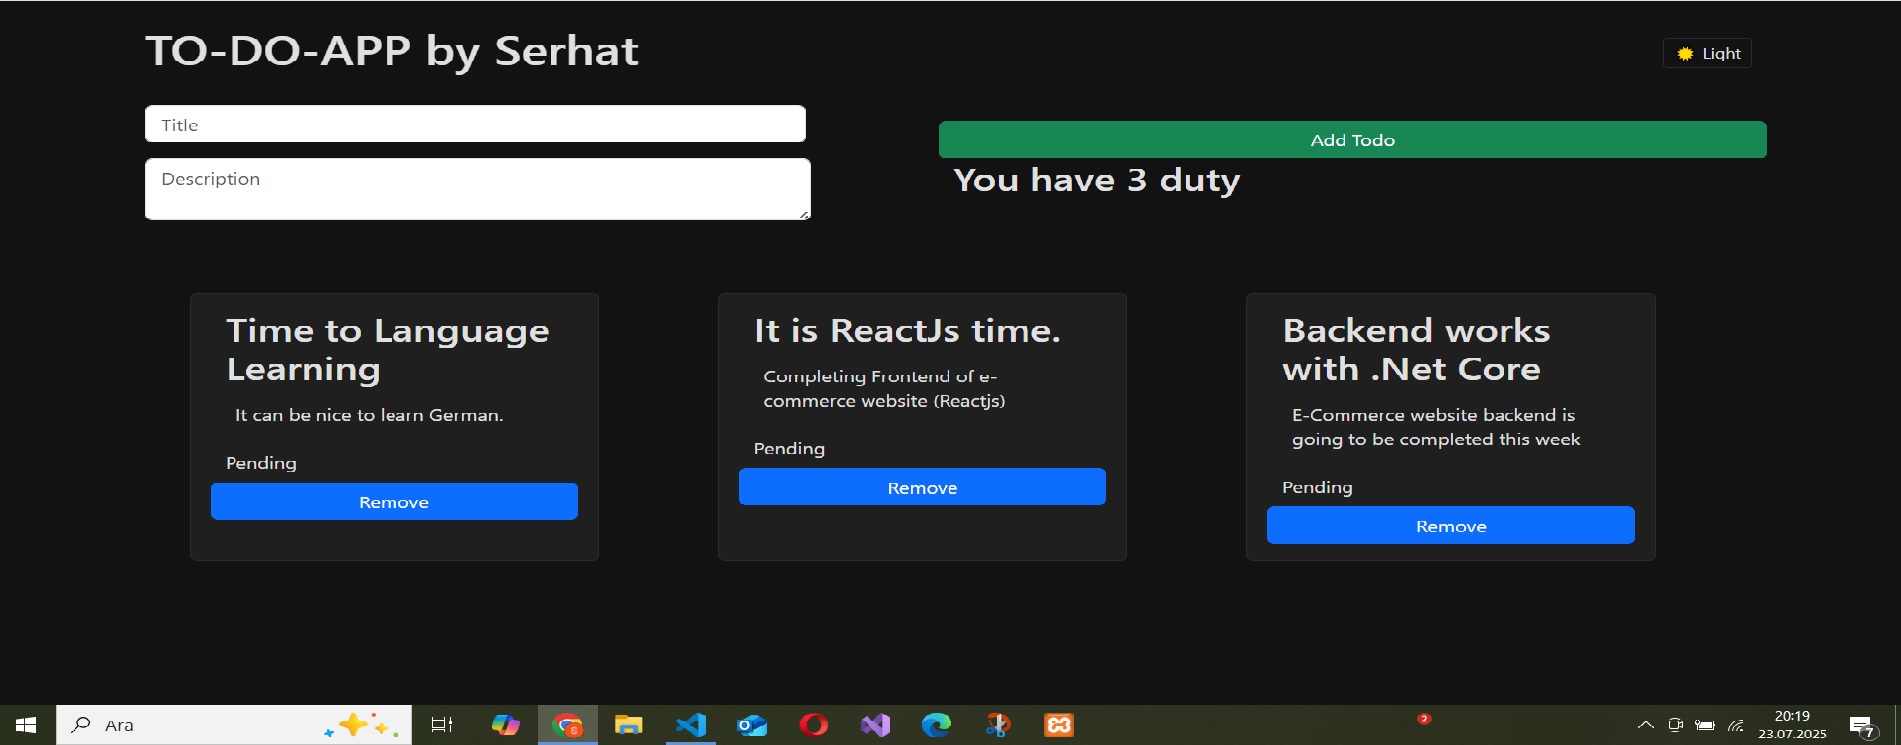 TO-DO-APP by Serhat
Light
Title
Add Todo
Description
You have 3 duty
Time to Language
Learning
It can be nice to learn German.
Pending
Remove
It is ReactJs time.
Completing Frontend of e-
commerce website (Reactjs)
Pending
Remove
Backend works
with .Net Core
E-Commerce website backend is
going to be completed this week
Pending
Remove
Ara
S
2
20:19
23.07.2025
7